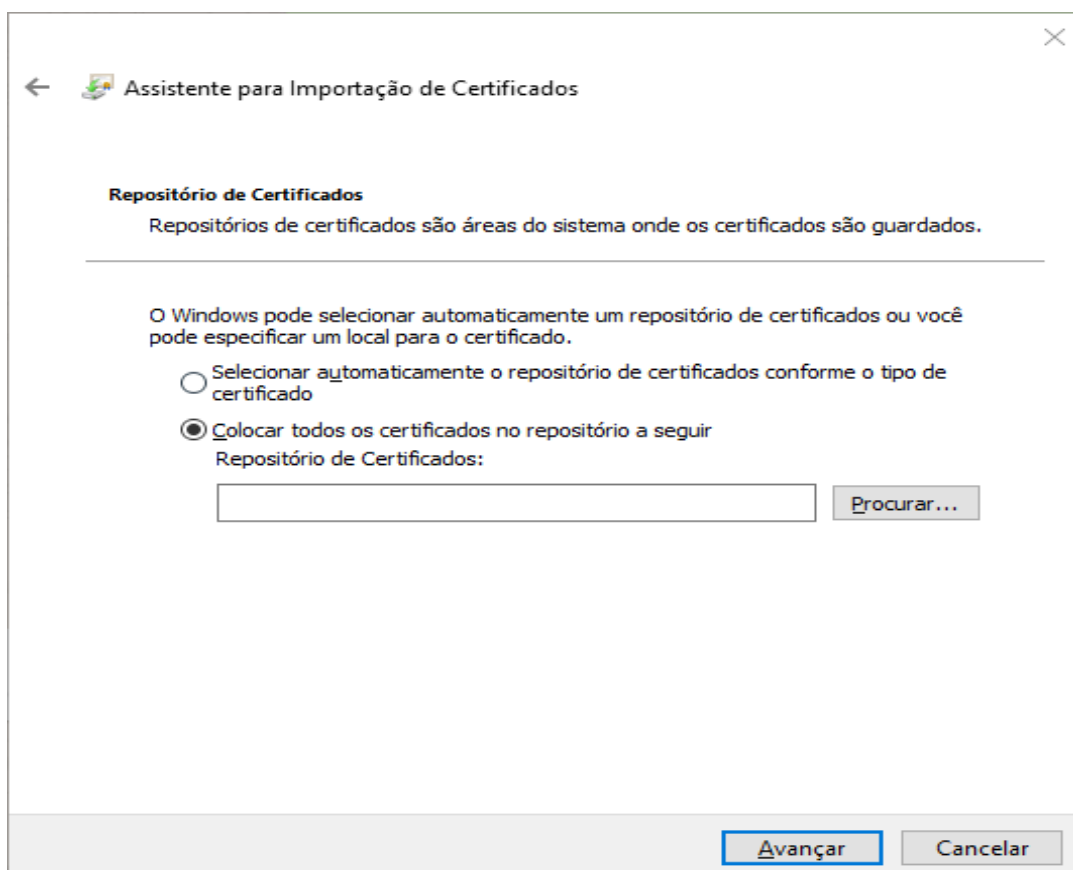 Assistente para Importação de Certificados
Repositório de Certificados
Repositórios de certificados são áreas do sistema onde os certificados são guardados.
O Windows pode selecionar automaticamente um repositório de certificados ou você
pode especificar um local para o certificado.
Selecionar automaticamente o repositório de certificados conforme o tipo de
certificado
Colocar todos os certificados no repositório a seguir
Repositório de Certificados:
Procurar...
Avançar Cancelar